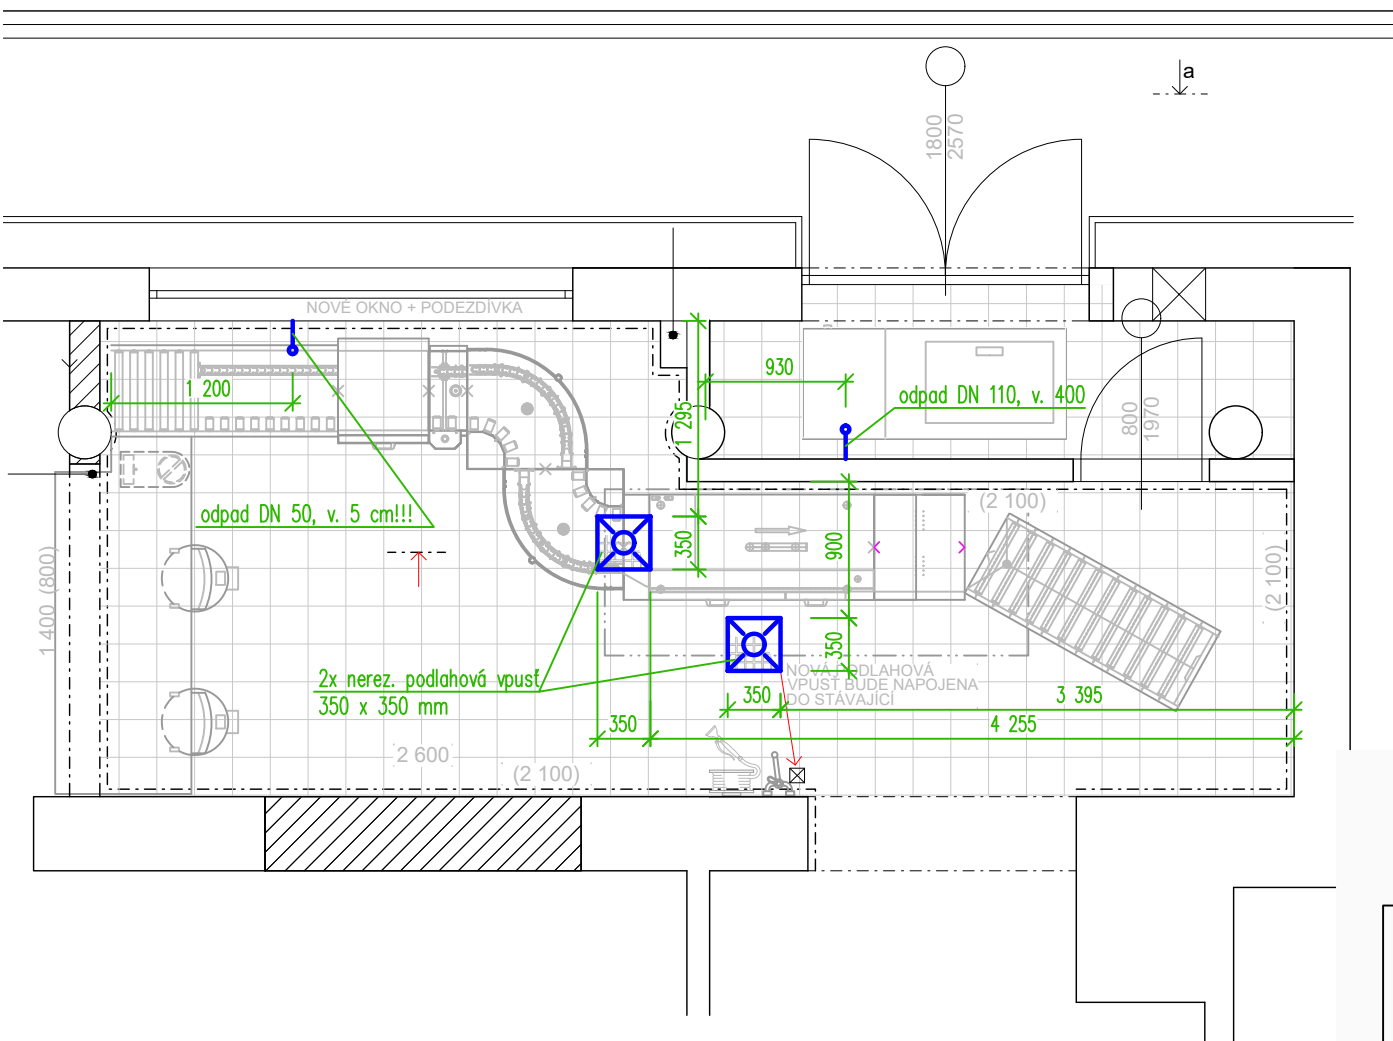 a
1800
2570
NOVÉ OKNO + PODEZDÍVKA
930
1 200
odpad DN 110, v. 400
800
1970
1 295
odpad DN 50, v. 5 cm!!!
(2 100)
350
900
1 400 (800)
(2 100)
350
2x nerez. podlahová vpusť
350 x 350 mm
NOVÁ PODLAHOVÁ
VPUSŤ BUDE NAPOJENA
DO STÁVAJÍCÍ
350
3 395
350
4 255
2 600
(2 100)